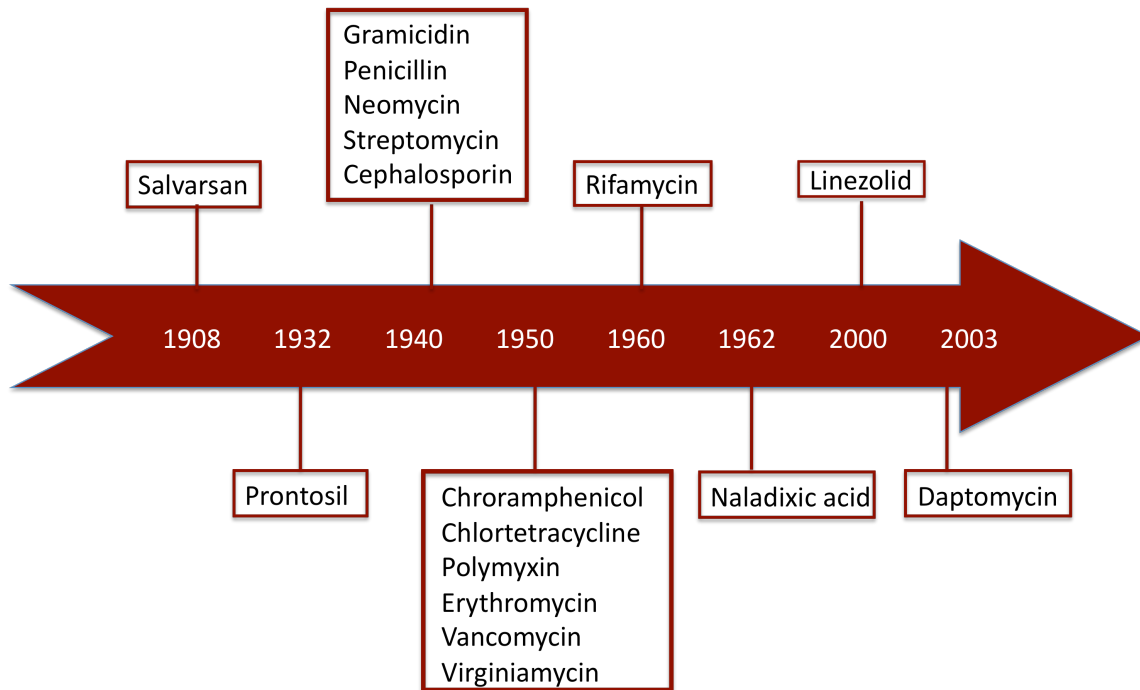 Gramicidin
Penicillin
Neomycin
Streptomycin
Cephalosporin
Salvarsan
Rifamycin
Linezolid
1908 1932 1940 1950 1960 1962 2000 2003
Prontosil
Chroramphenicol
Chlortetracycline
Polymyxin
Erythromycin
Vancomycin
Virginiamycin
Naladixic acid
Daptomycin